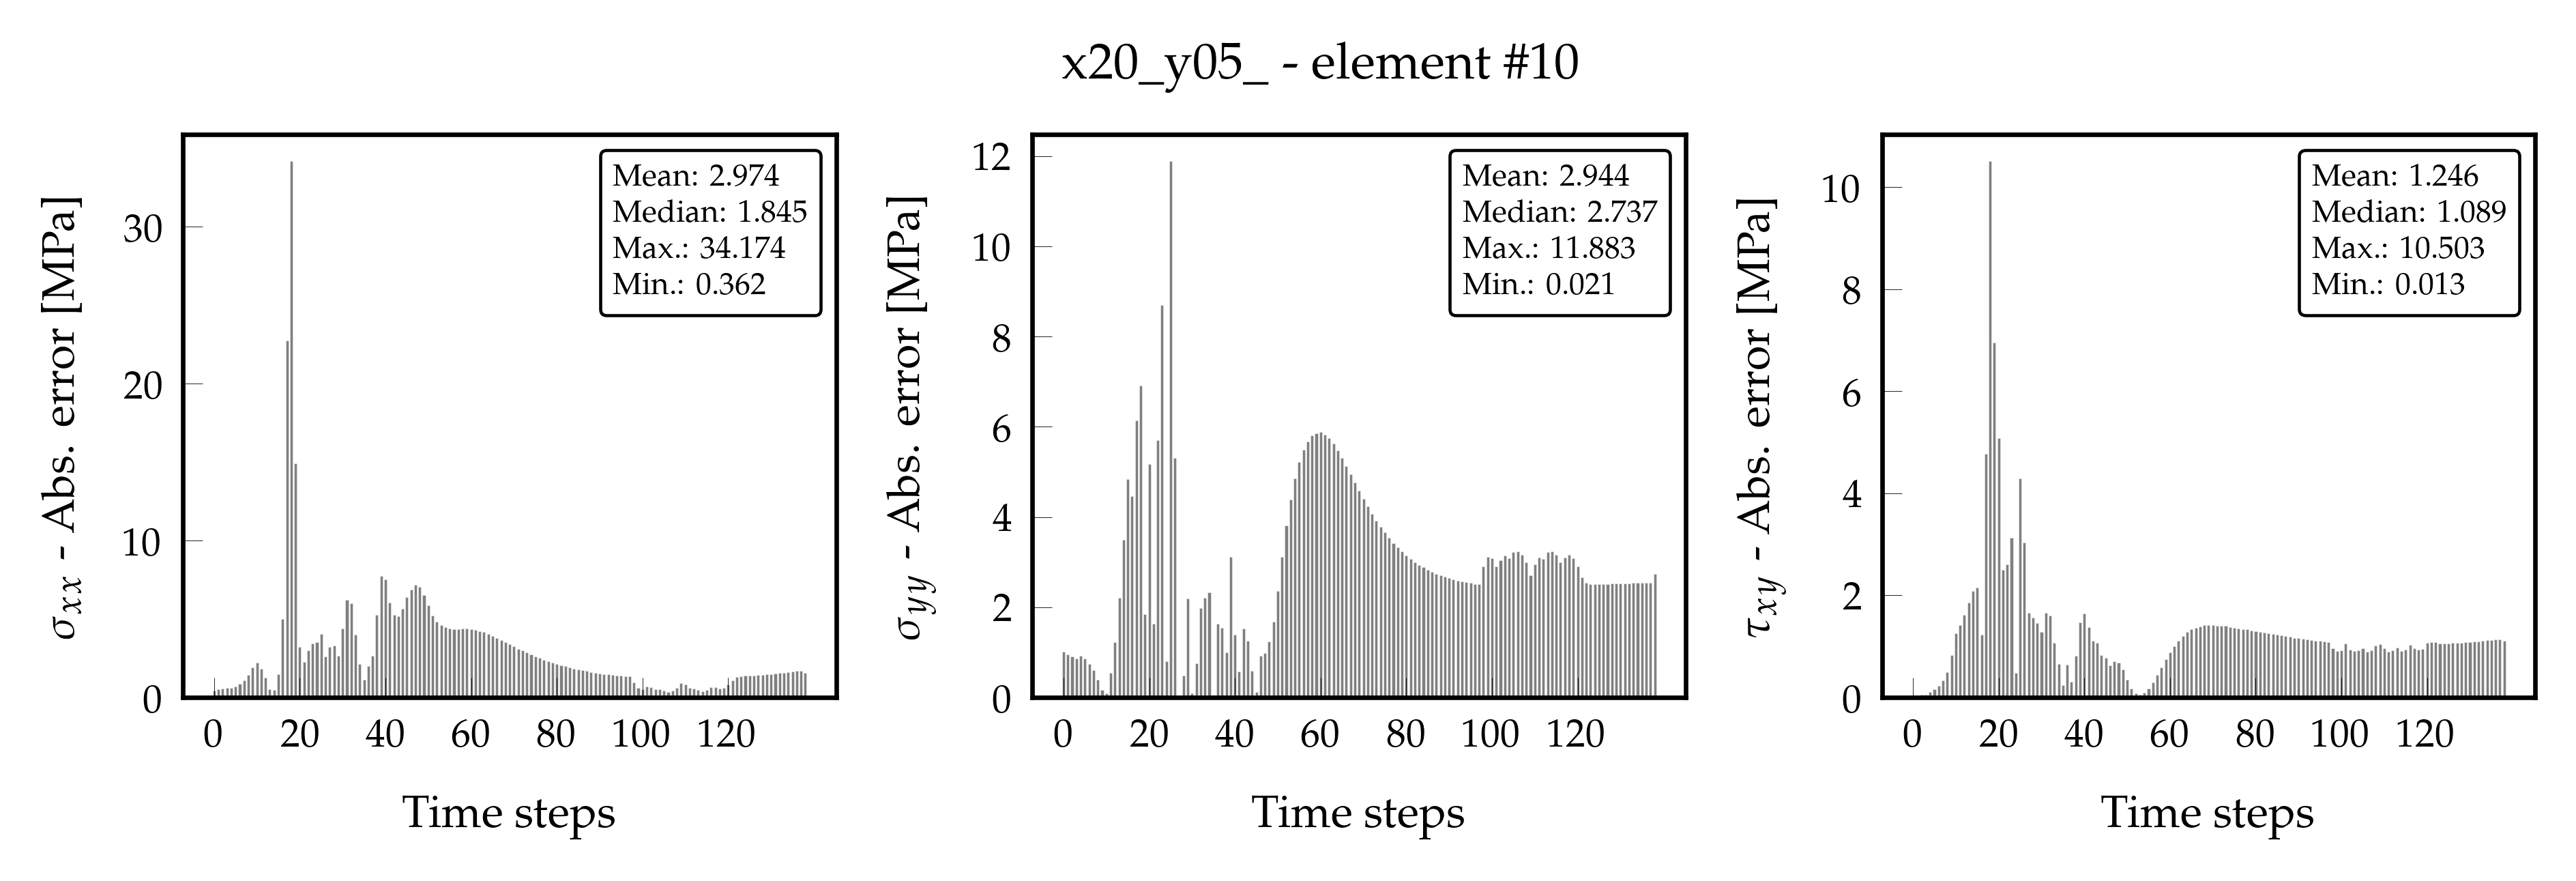 x20_y05_ - element #10
σxx - Abs. error [MPa]
30
20
10
0
Mean: 2.974
Median: 1.845
Max.: 34.174
Min.: 0.362
0 20 40 60 80 100 120
Time steps
σyy - Abs. error [MPa]
12
10
8
6
4
2
0
Mean: 2.944
Median: 2.737
Max.: 11.883
Min.: 0.021
0 20 40 60 80 100 120
Time steps
τxy - Abs. error [MPa]
10
8
6
4
2
0
Mean: 1.246
Median: 1.089
Max.: 10.503
Min.: 0.013
0 20 40 60 80 100 120
Time steps